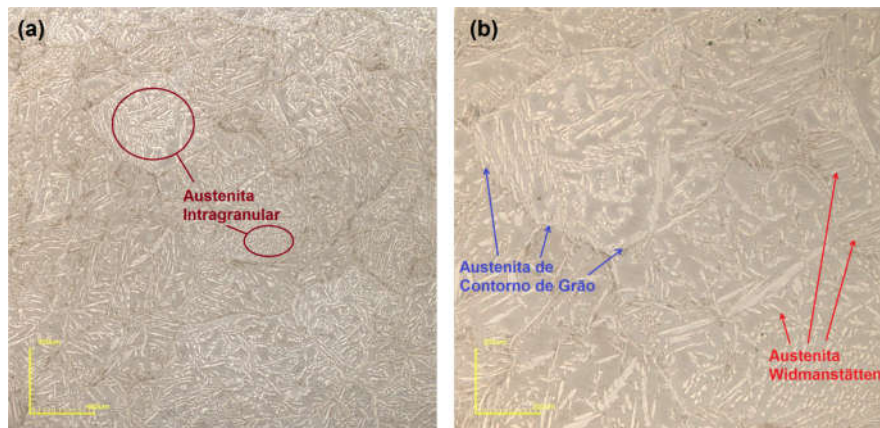 (a)
Austenita
Intragranular
(b)
Austenita de
Contorno de Grão
Austenita
Widmanstätten